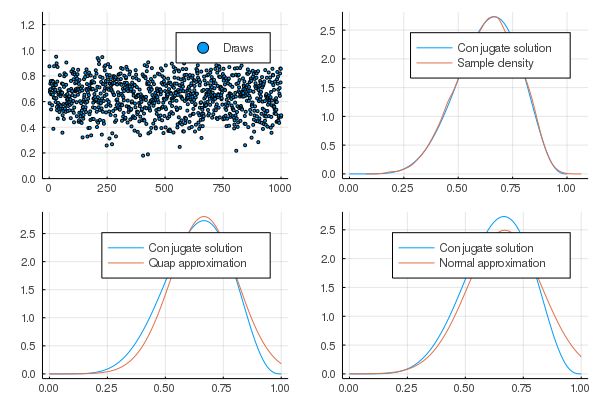 1.2
1.0
0.8
0.6
0.4
0.2
0.0
Draws
0 250 500 750 1000
2.5
2.0
1.5
1.0
0.5
0.0
Conjugate solution
Sample density
0.00 0.25 0.50 0.75 1.00
2.5
2.0
1.5
1.0
0.5
0.0
Conjugate solution
Quap approximation
0.00 0.25 0.50 0.75 1.00
2.5
2.0
1.5
1.0
0.5
0.0
Conjugate solution
Normal approximation
0.00 0.25 0.50 0.75 1.00